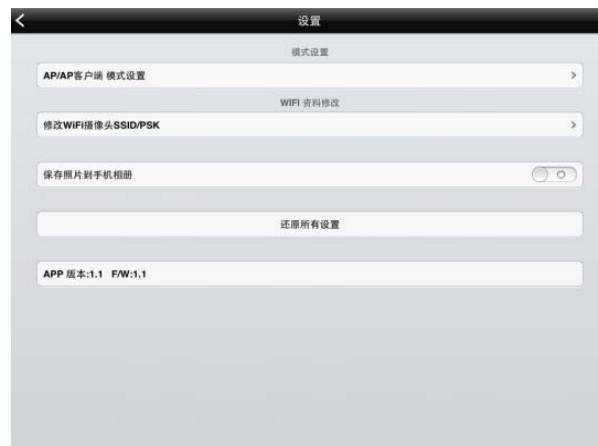 设置
模式设置
AP/AP客户端 模式设置
WIFI 资料修改
修改WiFi摄像头SSID/PSK
保存照片到手机相册
还原所有设置
APP 版本:1.1 F/W:1.1